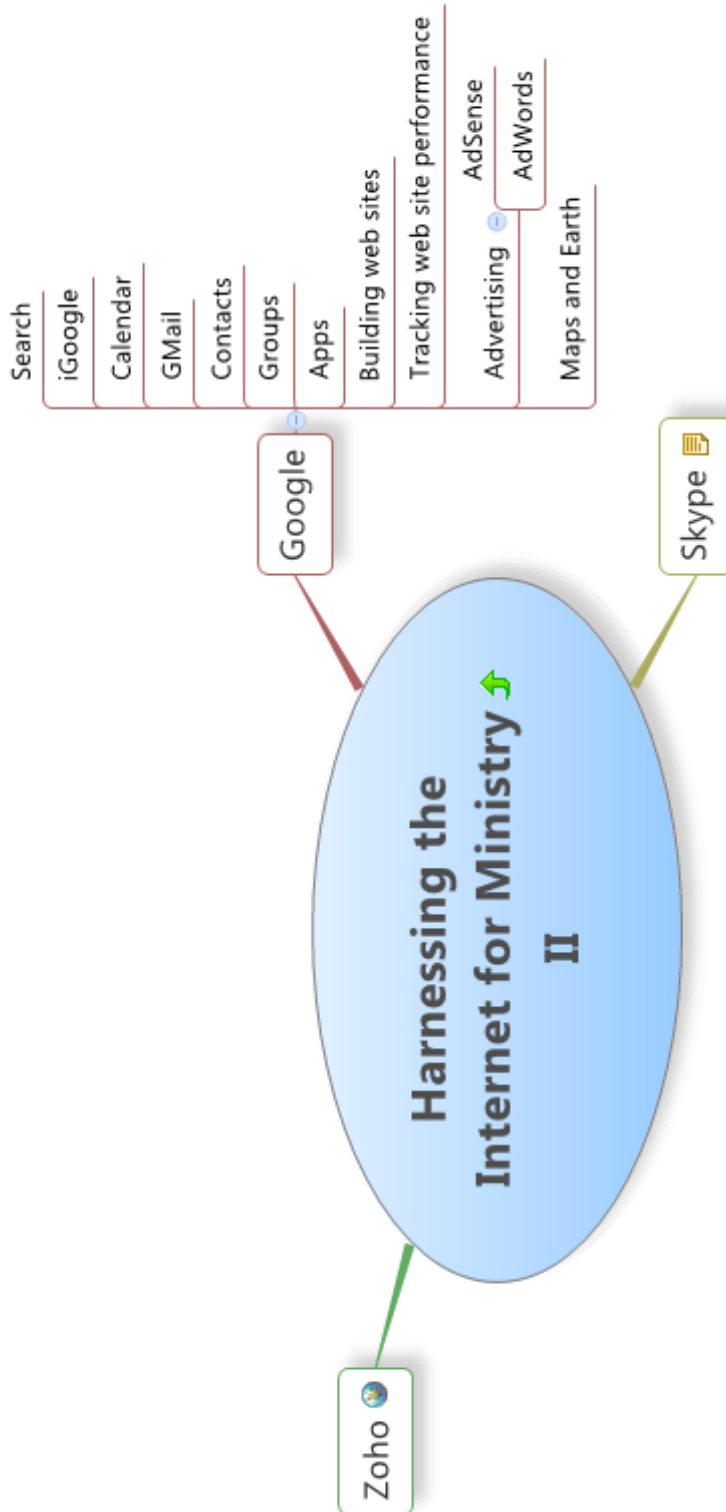 Harnessing the
Internet for Ministry
II
Google
Search
iGoogle
Calendar
GMail
Contacts
Groups
Apps
Building web sites
Tracking web site performance
Advertising
AdSense
AdWords
Maps and Earth
Skype
Zoho